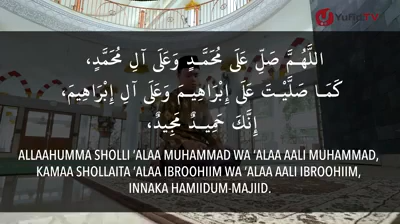 YufidTV
اللَّهُمَّ صَلِّ عَلَى مُحَمَّدٍ وَعَلَى آلِ مُحَمَّدٍ،
كَمَا صَلَّيْتَ عَلَى إِبْرَاهِيمَ وَعَلَى آلِ إِبْرَاهِيمَ،
إِنَّكَ حَمِيدٌ مَجِيدٌ،
ALLAAHUMMA SHOLLI 'ALAA MUHAMMAD WA 'ALAA AALI MUHAMMAD,
KAMAA SHOLLAITA 'ALAA IBROOHIIM WA 'ALAA AALI IBROOHIIM,
INNAKA HAMIIDUM-MAJIID.